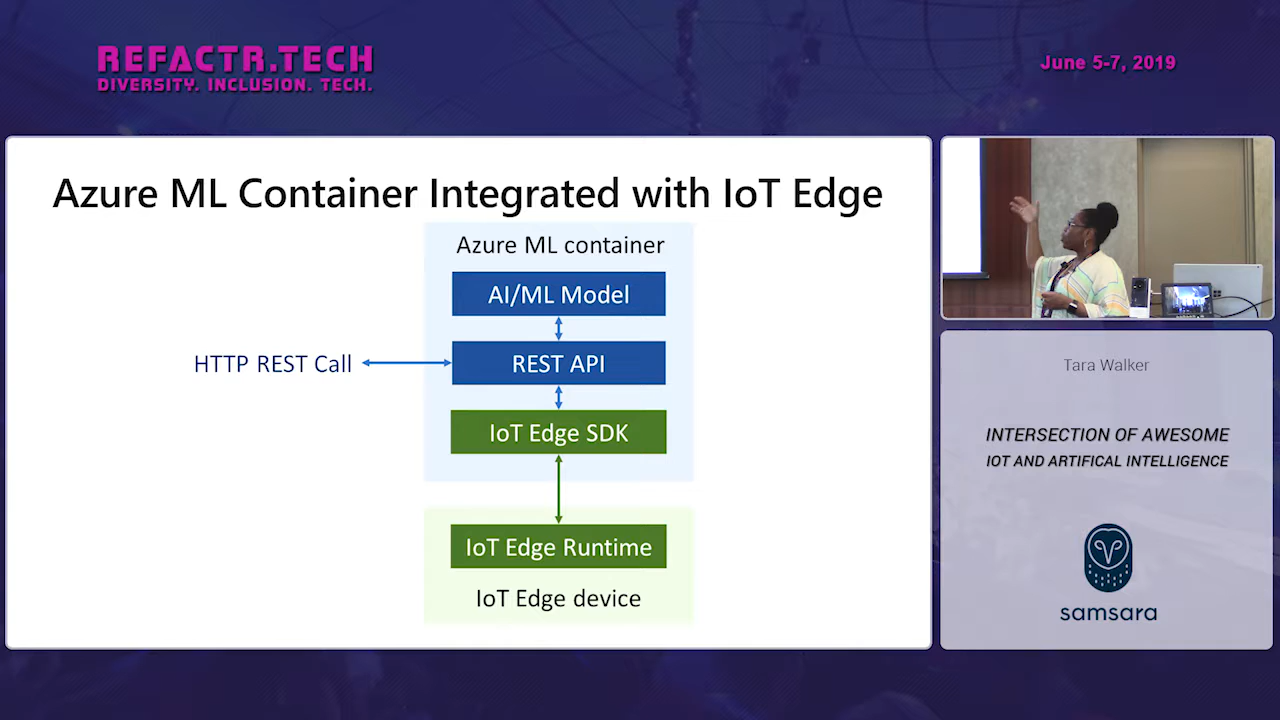 REFACTR.TECH
DIVERSITY. INCLUSION. TECH.
June 5-7, 2019
Azure ML Container Integrated with IoT Edge
Azure ML container
AI/ML Model
HTTP REST Call
REST API
IoT Edge SDK
IoT Edge Runtime
IoT Edge device
Tara Walker
INTERSECTION OF AWESOME
IOT AND ARTIFICAL INTELLIGENCE
samsara